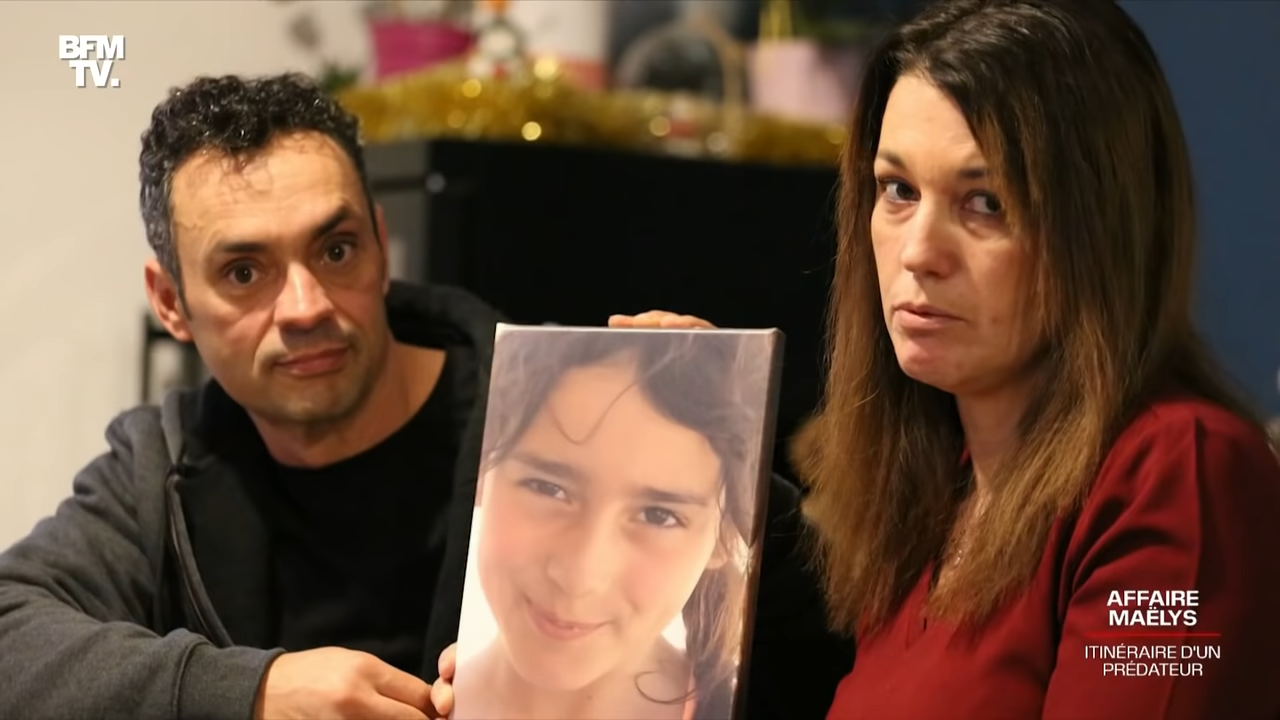 BFM
TV.
AFFAIRE
MAËLYS
ITINÉRAIRE D'UN
PRÉDATEUR